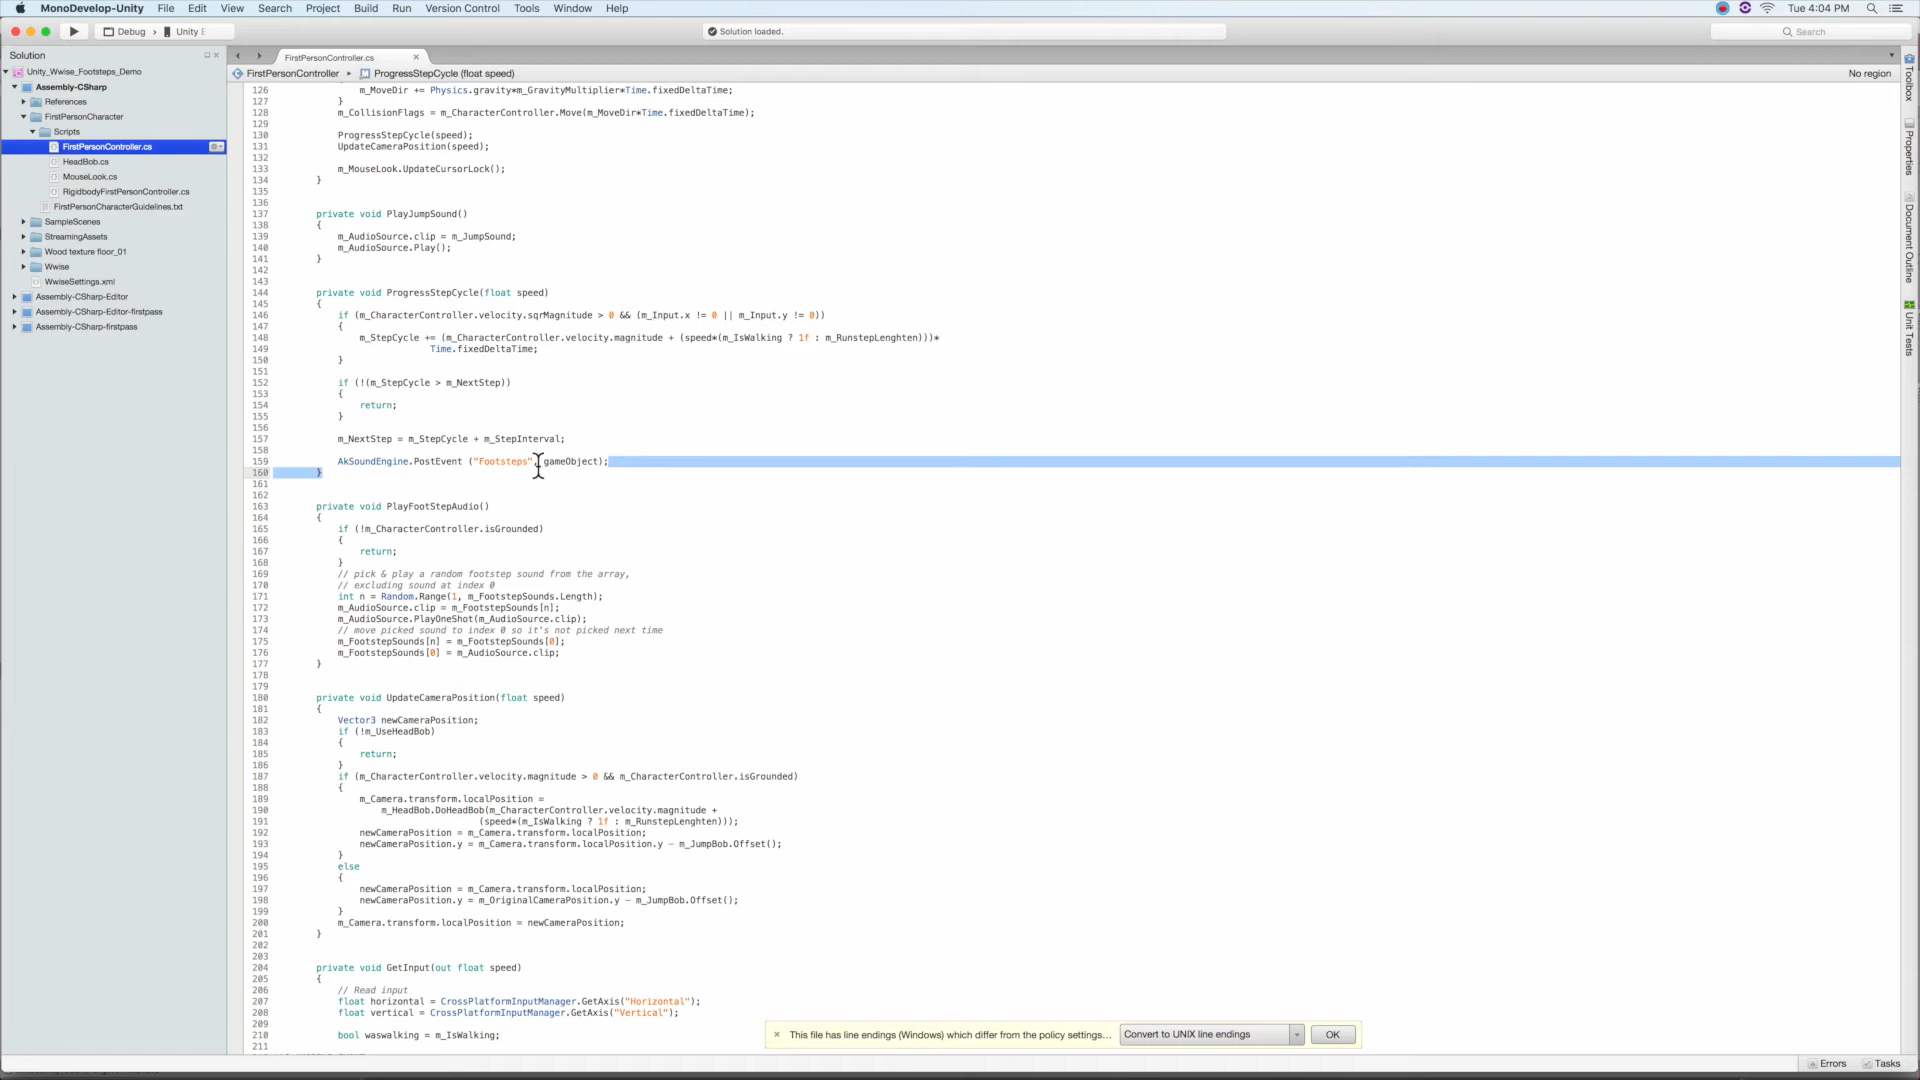 MonoDevelop-Unity File Edit View Search Project Build Run Version Control Tools Window Help Tue 4:04 PM
Debug › Unity E
Solution loaded.
Search
Solution
Unity_Wwise_Footsteps_Demo
Assembly-CSharp
References
FirstPersonCharacter
Scripts
FirstPersonController.cs
HeadBob.cs
MouseLook.cs
RigidbodyFirstPersonController.cs
FirstPersonCharacterGuidelines.txt
SampleScenes
StreamingAssets
Wood texture floor_01
Wwise
WwiseSettings.xml
Assembly-CSharp-Editor
Assembly-CSharp-Editor-firstpass
Assembly-CSharp-firstpass
FirstPersonController.cs
FirstPersonController ProgressStepCycle (float speed) No region
126 m_MoveDir += Physics.gravity*m_GravityMultiplier*Time.fixedDeltaTime;
127 }
128 m_CollisionFlags = m_CharacterController.Move(m_MoveDir*Time.fixedDeltaTime);
129
130 ProgressStepCycle(speed);
131 UpdateCameraPosition(speed);
132
133 m_MouseLook.UpdateCursorLock();
134 }
135
136
137 private void PlayJumpSound()
138 {
139 m_AudioSource.clip = m_JumpSound;
140 m_AudioSource.Play();
141 }
142
143
144 private void ProgressStepCycle(float speed)
145 {
146 if (m_CharacterController.velocity.sqrMagnitude > 0 && (m_Input.x != 0 || m_Input.y != 0))
147 {
148 m_StepCycle += (m_CharacterController.velocity.magnitude + (speed*(m_IsWalking ? 1f : m_RunstepLenghten)))*
149 Time.fixedDeltaTime;
150 }
151
152 if (!(m_StepCycle > m_NextStep))
153 {
154 return;
155 }
156
157 m_NextStep = m_StepCycle + m_StepInterval;
158
159 AkSoundEngine.PostEvent ("Footsteps", gameObject);
160 }
161
162
163 private void PlayFootStepAudio()
164 {
165 if (!m_CharacterController.isGrounded)
166 {
167 return;
168 }
169 // pick & play a random footstep sound from the array,
170 // excluding sound at index 0
171 int n = Random.Range(1, m_FootstepSounds.Length);
172 m_AudioSource.clip = m_FootstepSounds[n];
173 m_AudioSource.PlayOneShot(m_AudioSource.clip);
174 // move picked sound to index 0 so it's not picked next time
175 m_FootstepSounds[n] = m_FootstepSounds[0];
176 m_FootstepSounds[0] = m_AudioSource.clip;
177 }
178
179
180 private void UpdateCameraPosition(float speed)
181 {
182 Vector3 newCameraPosition;
183 if (!m_UseHeadBob)
184 {
185 return;
186 }
187 if (m_CharacterController.velocity.magnitude > 0 && m_CharacterController.isGrounded)
188 {
189 m_Camera.transform.localPosition =
190 m_HeadBob.DoHeadBob(m_CharacterController.velocity.magnitude +
191 (speed*(m_IsWalking ? 1f : m_RunstepLenghten)));
192 newCameraPosition = m_Camera.transform.localPosition;
193 newCameraPosition.y = m_Camera.transform.localPosition.y - m_JumpBob.Offset();
194 }
195 else
196 {
197 newCameraPosition = m_Camera.transform.localPosition;
198 newCameraPosition.y = m_OriginalCameraPosition.y - m_JumpBob.Offset();
199 }
200 m_Camera.transform.localPosition = newCameraPosition;
201 }
202
203
204 private void GetInput(out float speed)
205 {
206 // Read input
207 float horizontal = CrossPlatformInputManager.GetAxis("Horizontal");
208 float vertical = CrossPlatformInputManager.GetAxis("Vertical");
209
210 bool waswalking = m_IsWalking;
211
This file has line endings (Windows) which differ from the policy settings... Convert to UNIX line endings OK
Toolbox
Properties
Document Outline
Unit Tests
Errors Tasks